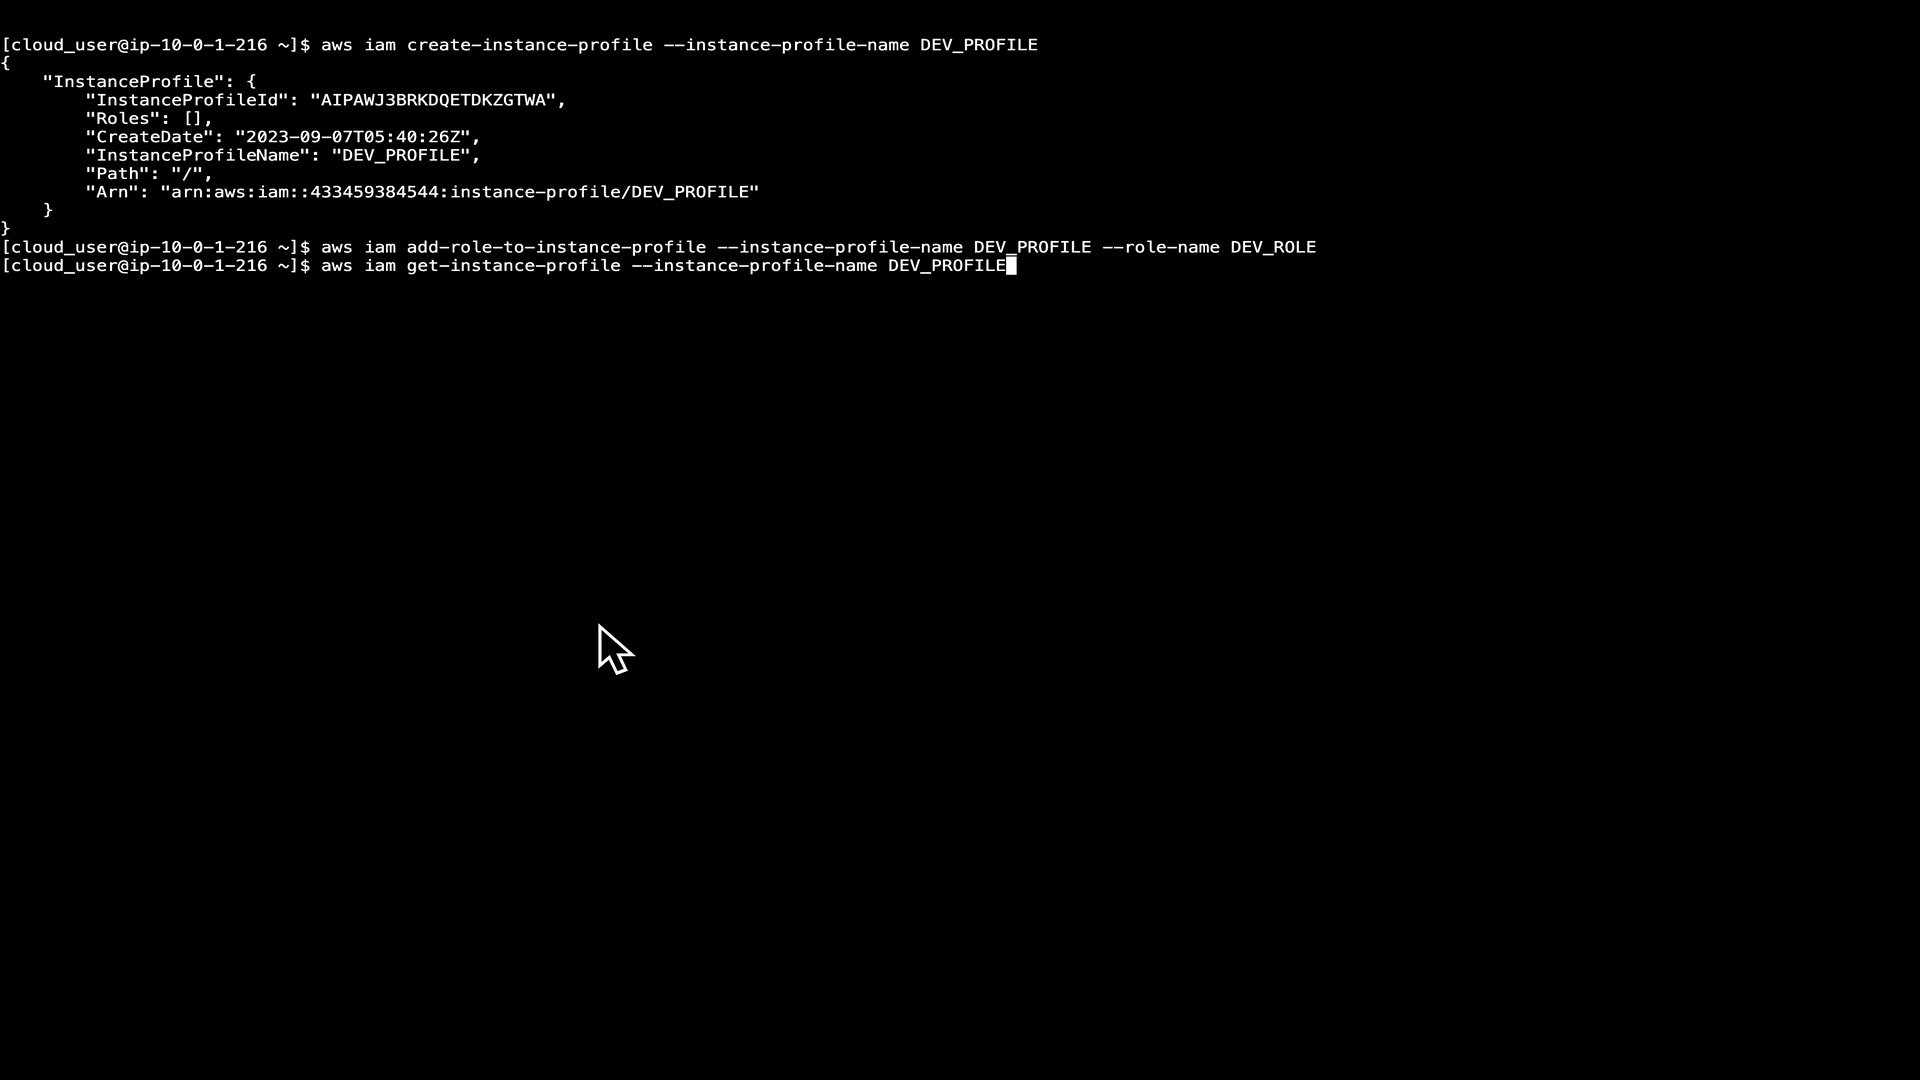 [cloud_user@ip-10-0-1-216 ~]$ aws iam create-instance-profile --instance-profile-name DEV_PROFILE
{
    "InstanceProfile": {
        "InstanceProfileId": "AIPAWJ3BRKDQETDKZGTWA",
        "Roles": [],
        "CreateDate": "2023-09-07T05:40:26Z",
        "InstanceProfileName": "DEV_PROFILE",
        "Path": "/",
        "Arn": "arn:aws:iam::433459384544:instance-profile/DEV_PROFILE"
    }
}
[cloud_user@ip-10-0-1-216 ~]$ aws iam add-role-to-instance-profile --instance-profile-name DEV_PROFILE --role-name DEV_ROLE
[cloud_user@ip-10-0-1-216 ~]$ aws iam get-instance-profile --instance-profile-name DEV_PROFILE